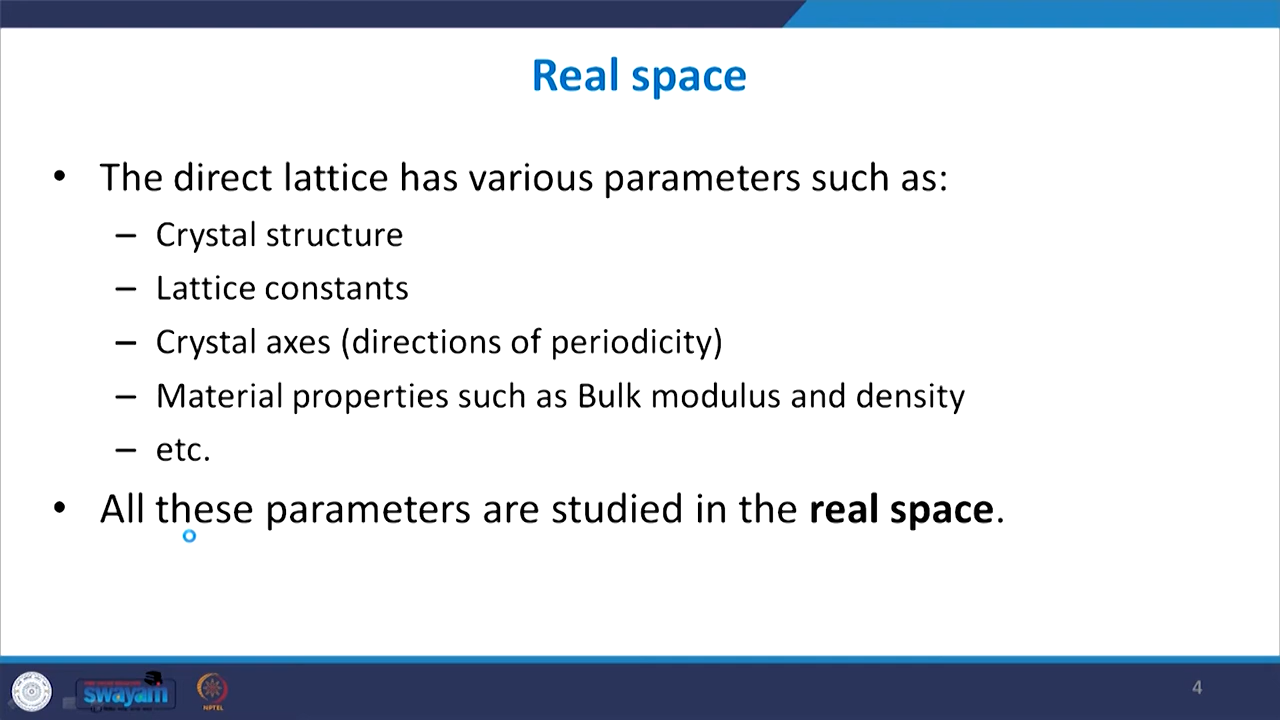 Real space
• The direct lattice has various parameters such as:
– Crystal structure
– Lattice constants
– Crystal axes (directions of periodicity)
– Material properties such as Bulk modulus and density
– etc.
• All these parameters are studied in the real space.
swayam
NPTEL
4